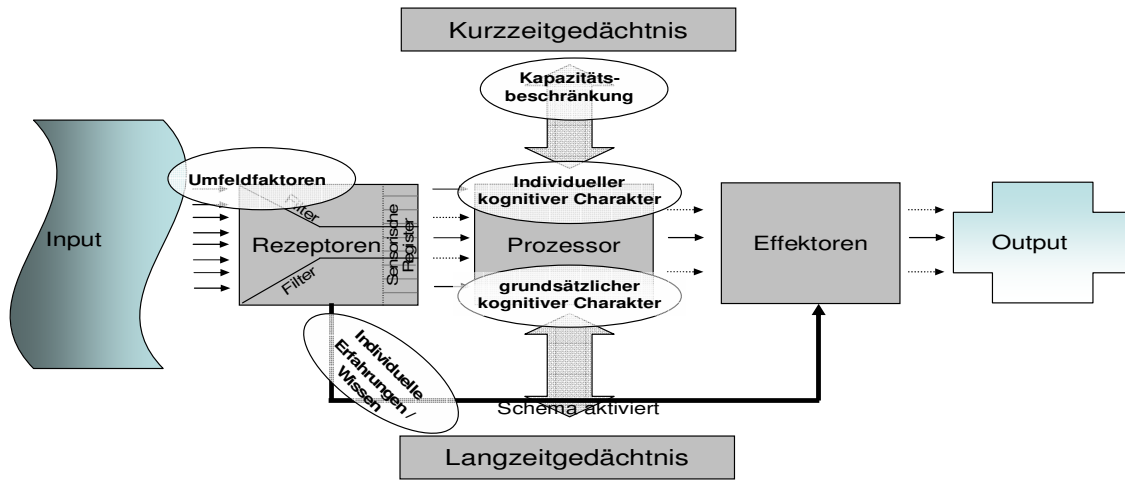 Kurzzeitgedächtnis
Kapazitäts-
beschränkung
Umfeldfaktoren
Individueller
kognitiver Charakter
Input
Filter
Rezeptoren
Filter
Sensorische
Register
Prozessor
Effektoren
Output
grundsätzlicher
kognitiver Charakter
Individuelle
Erfahrungen /
Wissen
Schema aktiviert
Langzeitgedächtnis